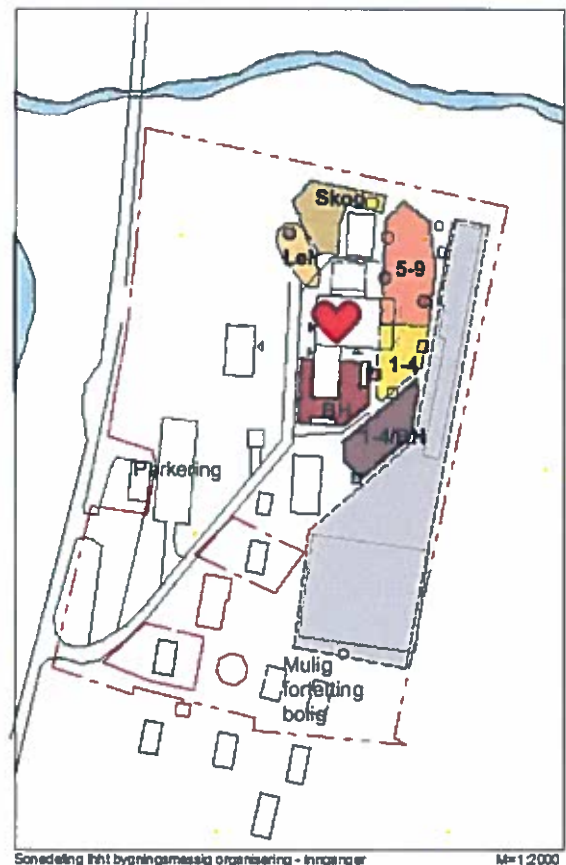 Skog
5-9
1-4
BH
1-4/BH
Parkering
Mulig
fortetting
bolig
Sonedeling ihht bygningsmessig organisering - innganger
M=1:2000